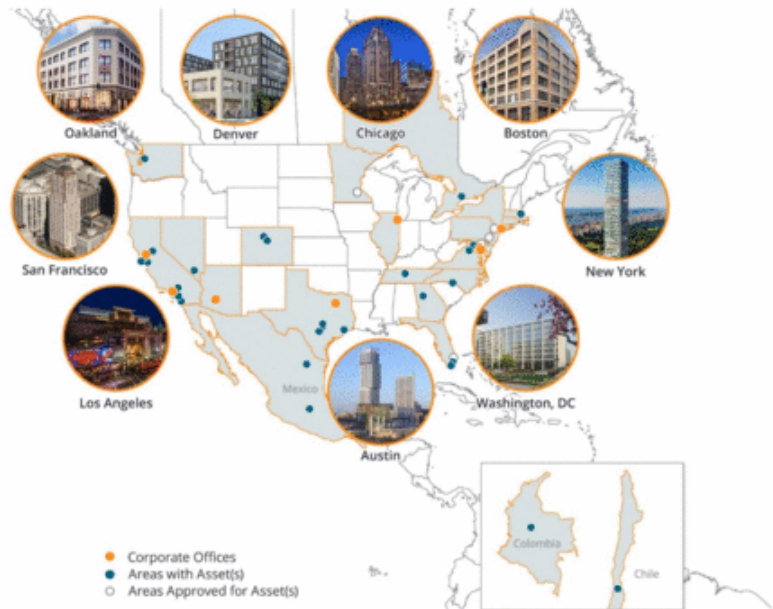 Oakland
Denver
Chicago
Boston
San Francisco
New York
Los Angeles
Mexico
Washington, DC
Austin
Colombia
Chile
Corporate Offices
Areas with Asset(s)
Areas Approved for Asset(s)